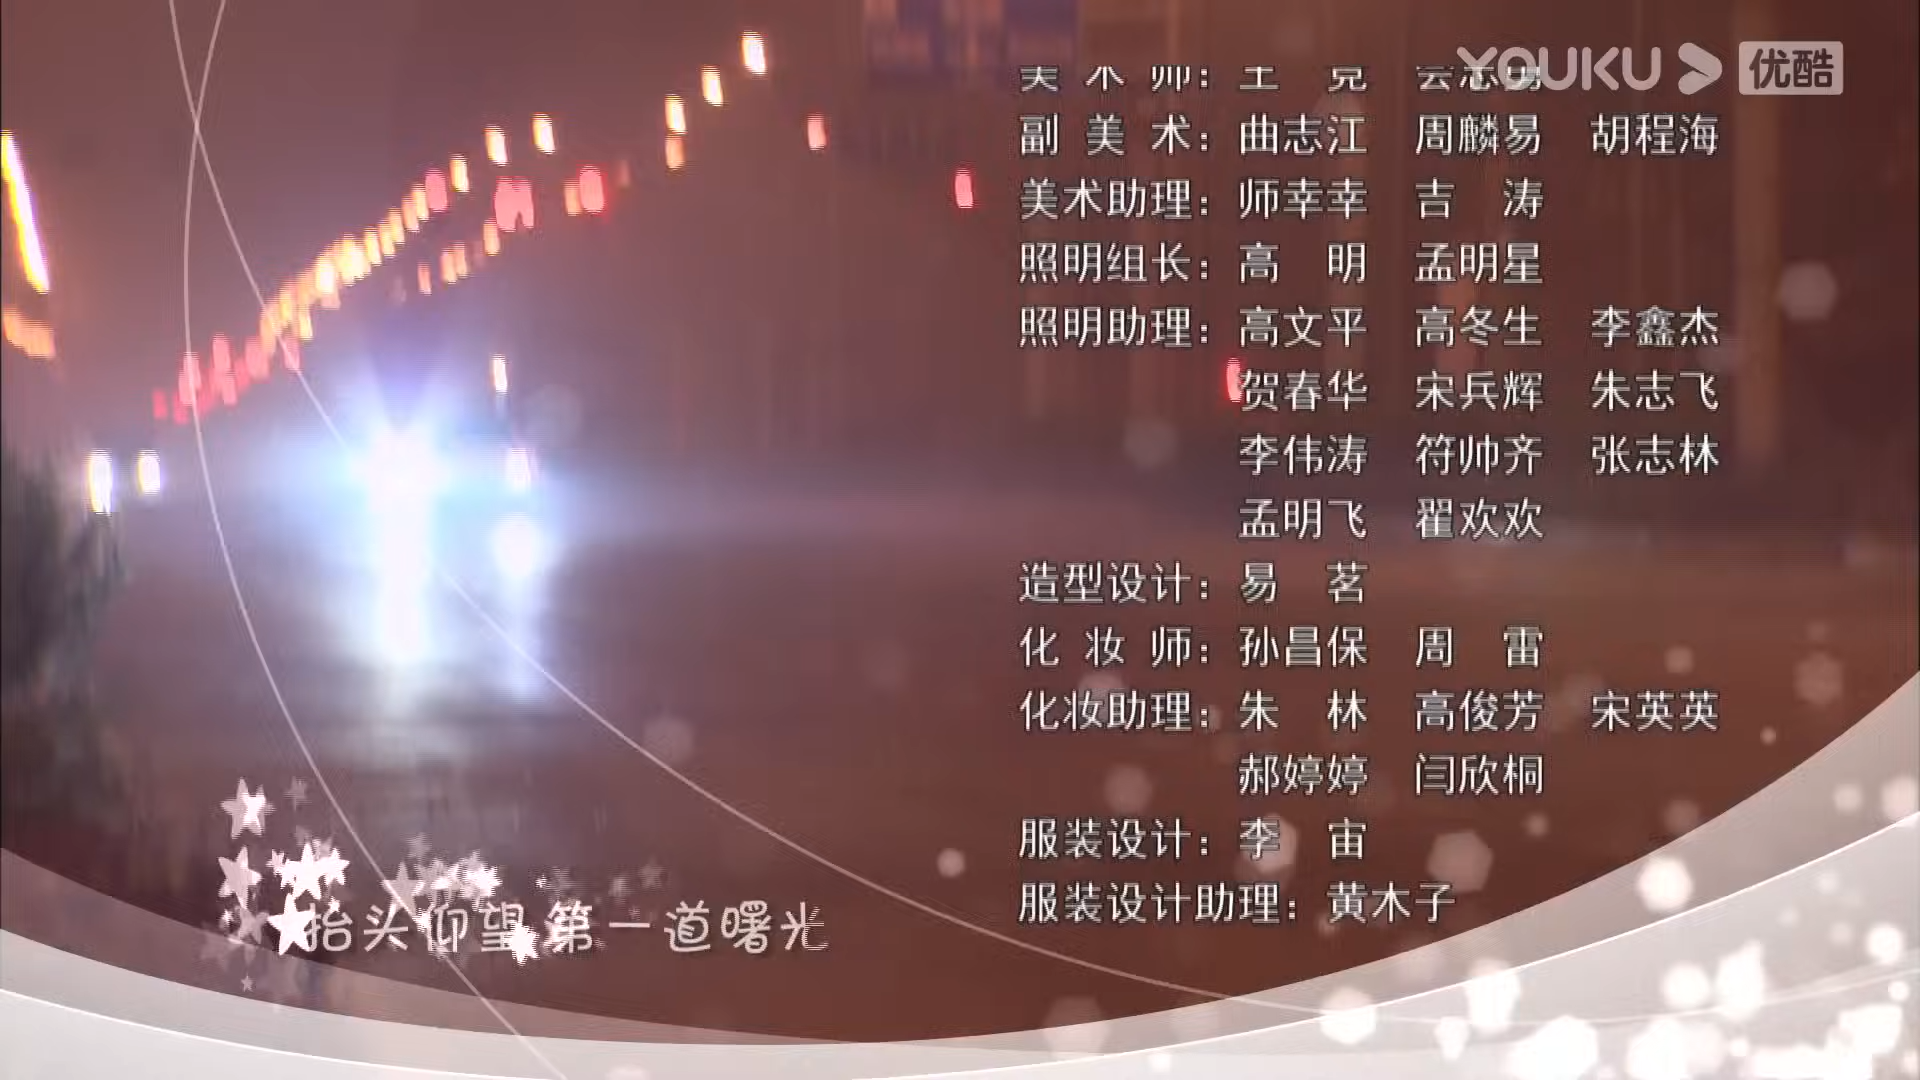 YOUKU 优酷
副美术：曲志江 周麟易 胡程海
美术助理：师幸幸 吉涛
照明组长：高明 孟明星
照明助理：高文平 高冬生 李鑫杰
贺春华 宋兵辉 朱志飞
李伟涛 符帅齐 张志林
孟明飞 翟欢欢
造型设计：易茗
化妆师：孙昌保 周雷
化妆助理：朱林 高俊芳 宋英英
郝婷婷 闫欣桐
服装设计：李宙
服装设计助理：黄木子
抬头仰望 第一道曙光